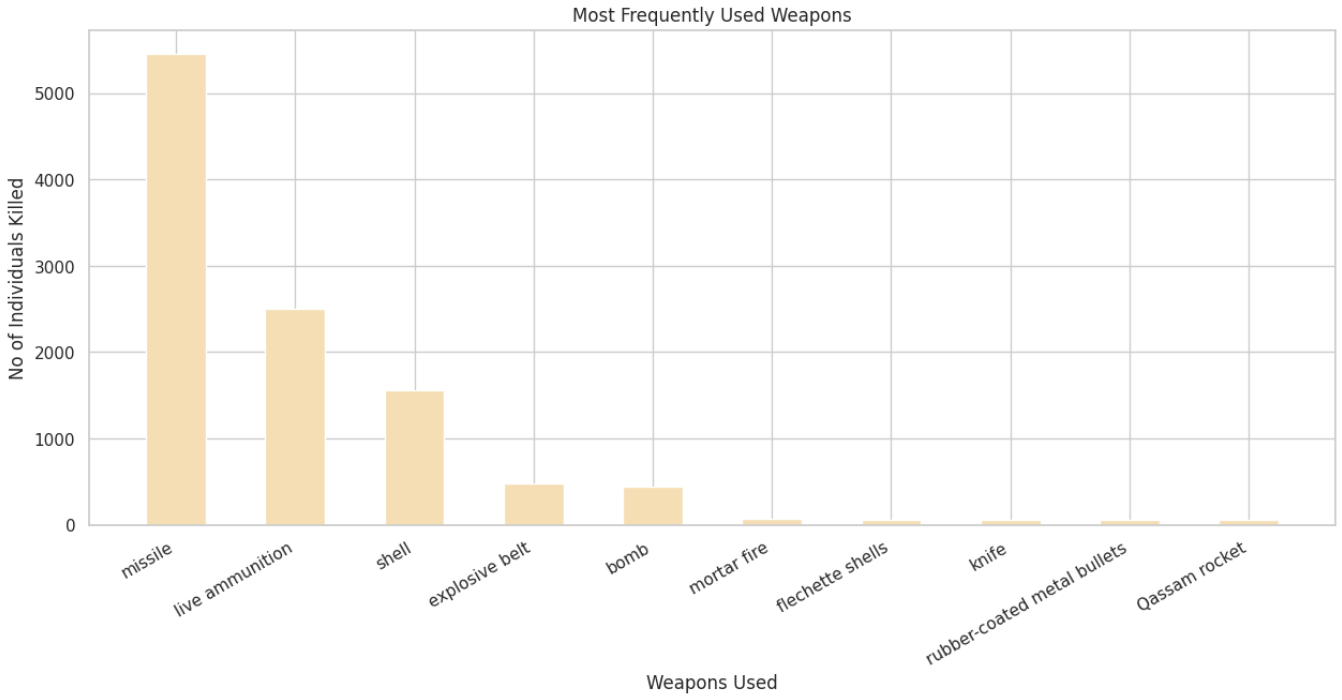 Most Frequently Used Weapons
No of Individuals Killed
5000
4000
3000
2000
1000
0
missile
live ammunition
shell
explosive belt
bomb
mortar fire
flechette shells
knife
rubber-coated metal bullets
Qassam rocket
Weapons Used